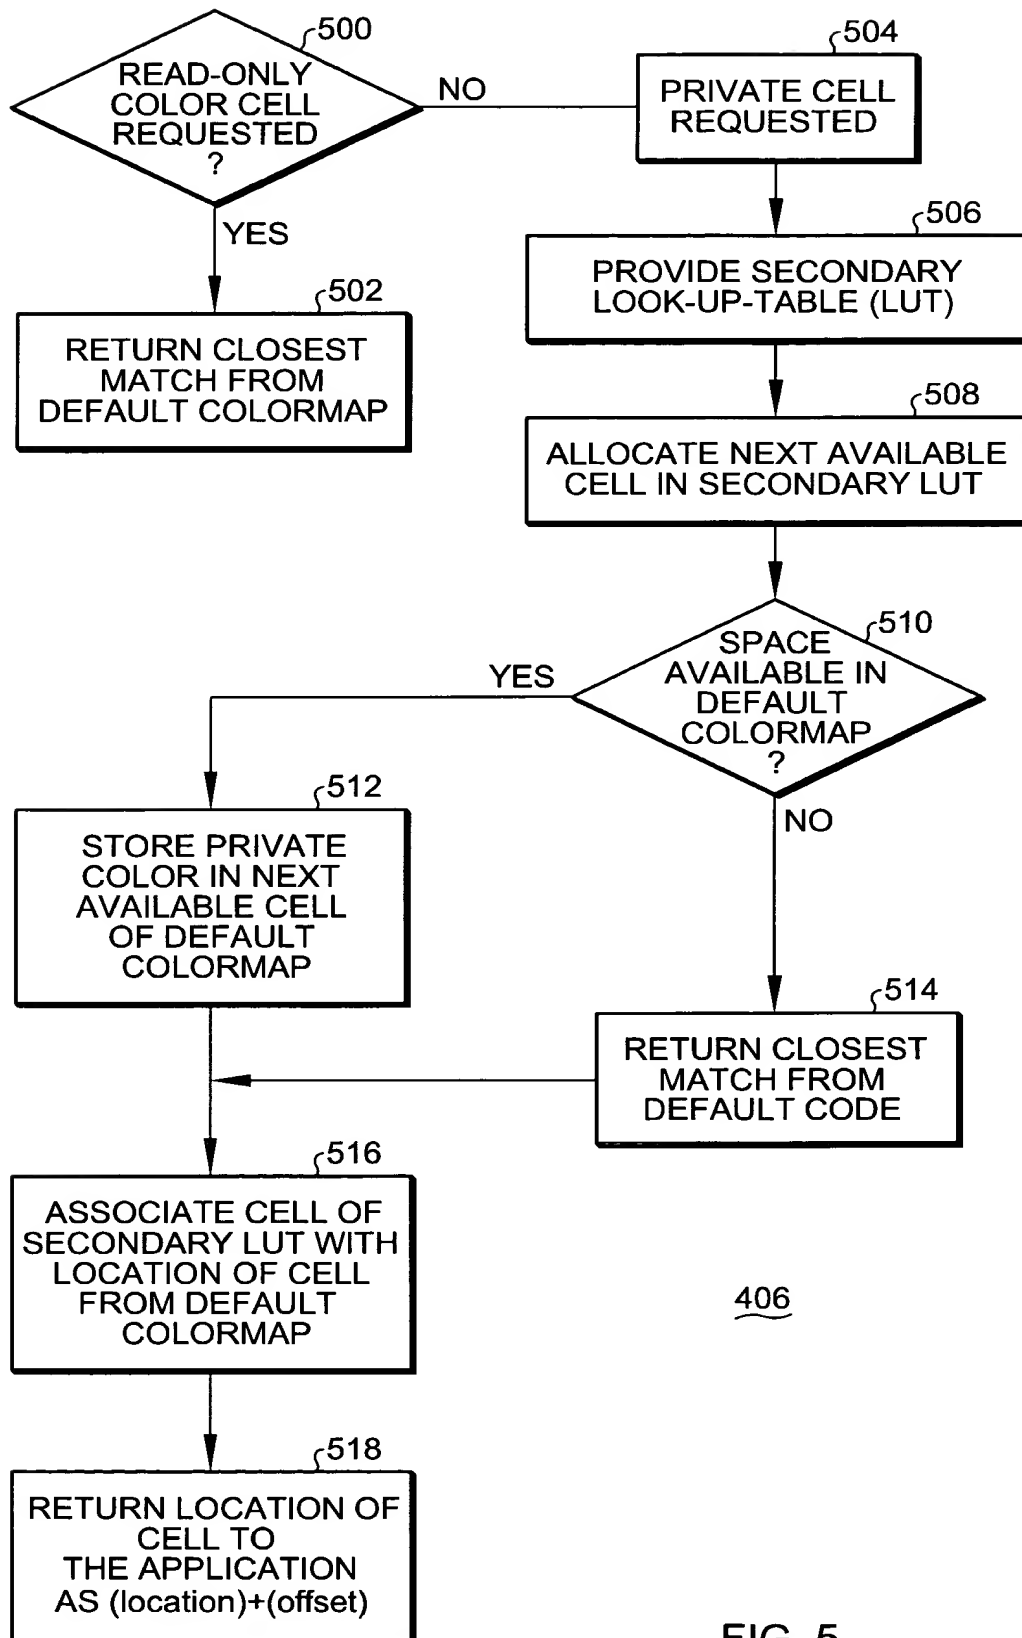 500
READ-ONLY
COLOR CELL
REQUESTED
?
NO
YES
504
PRIVATE CELL
REQUESTED
506
PROVIDE SECONDARY
LOOK-UP-TABLE (LUT)
502
RETURN CLOSEST
MATCH FROM
DEFAULT COLORMAP
508
ALLOCATE NEXT AVAILABLE
CELL IN SECONDARY LUT
510
SPACE
AVAILABLE IN
DEFAULT
COLORMAP
?
YES
NO
512
STORE PRIVATE
COLOR IN NEXT
AVAILABLE CELL
OF DEFAULT
COLORMAP
514
RETURN CLOSEST
MATCH FROM
DEFAULT CODE
516
ASSOCIATE CELL OF
SECONDARY LUT WITH
LOCATION OF CELL
FROM DEFAULT
COLORMAP
406
518
RETURN LOCATION OF
CELL TO
THE APPLICATION
AS (location)+(offset)
FIG. 5